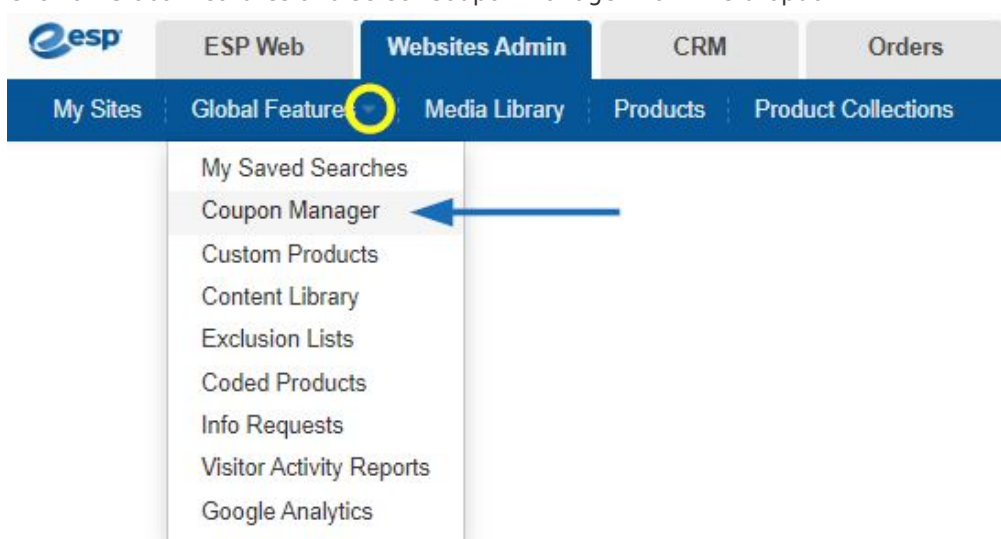 esp
ESP Web
Websites Admin
CRM
Orders
My Sites
Global Features
Media Library
Products
Product Collections
My Saved Searches
Coupon Manager
Custom Products
Content Library
Exclusion Lists
Coded Products
Info Requests
Visitor Activity Reports
Google Analytics